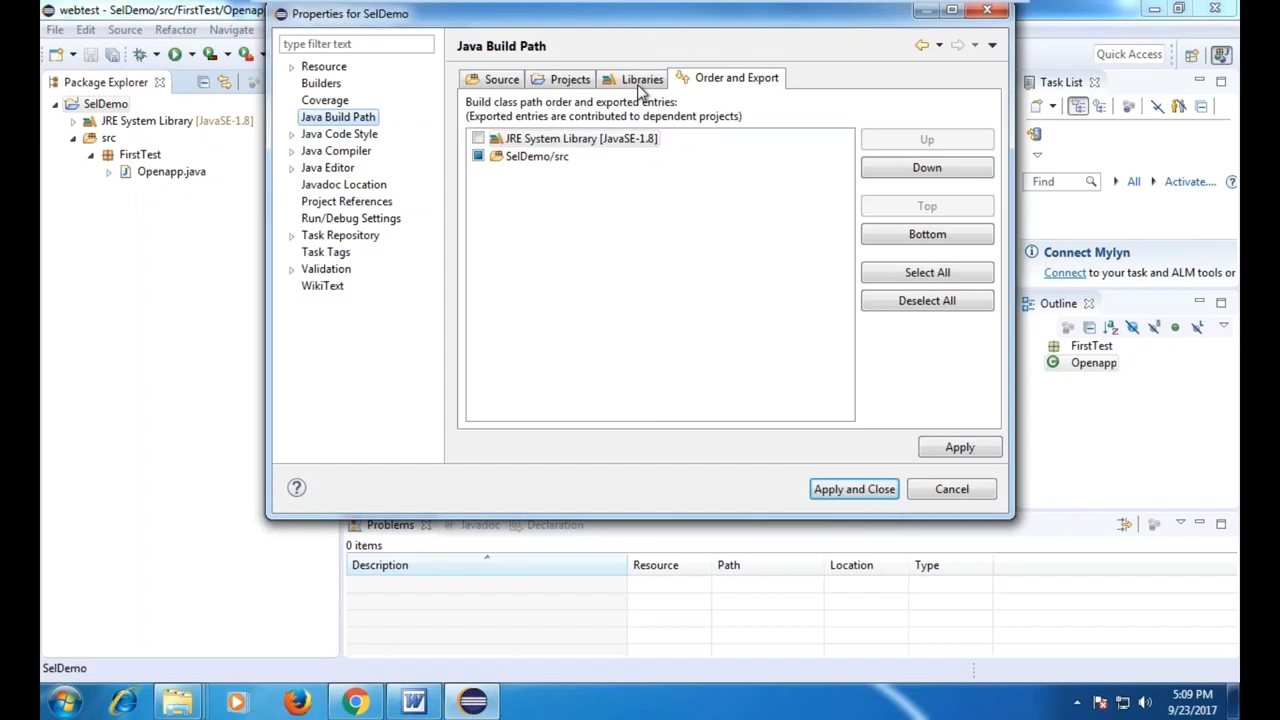 webtest - SelDemo/src/FirstTest/Openapp
Properties for SelDemo
File Edit Source Refactor Navigate
type filter text
Java Build Path
Quick Access
Package Explorer
Resource
Builders
Coverage
Java Build Path
Java Code Style
Java Compiler
Java Editor
Javadoc Location
Project References
Run/Debug Settings
Task Repository
Task Tags
Validation
WikiText
SelDemo
JRE System Library [JavaSE-1.8]
src
FirstTest
Openapp.java
Source Projects Libraries Order and Export
Build class path order and exported entries:
(Exported entries are contributed to dependent projects)
JRE System Library [JavaSE-1.8]
SelDemo/src
Up
Down
Top
Bottom
Select All
Deselect All
Apply
Apply and Close Cancel
Task List
Find All Activate....
Connect Mylyn
Connect to your task and ALM tools or
Outline
FirstTest
Openapp
Problems Javadoc Declaration
0 items
Description Resource Path Location Type
SelDemo
5:09 PM
9/23/2017